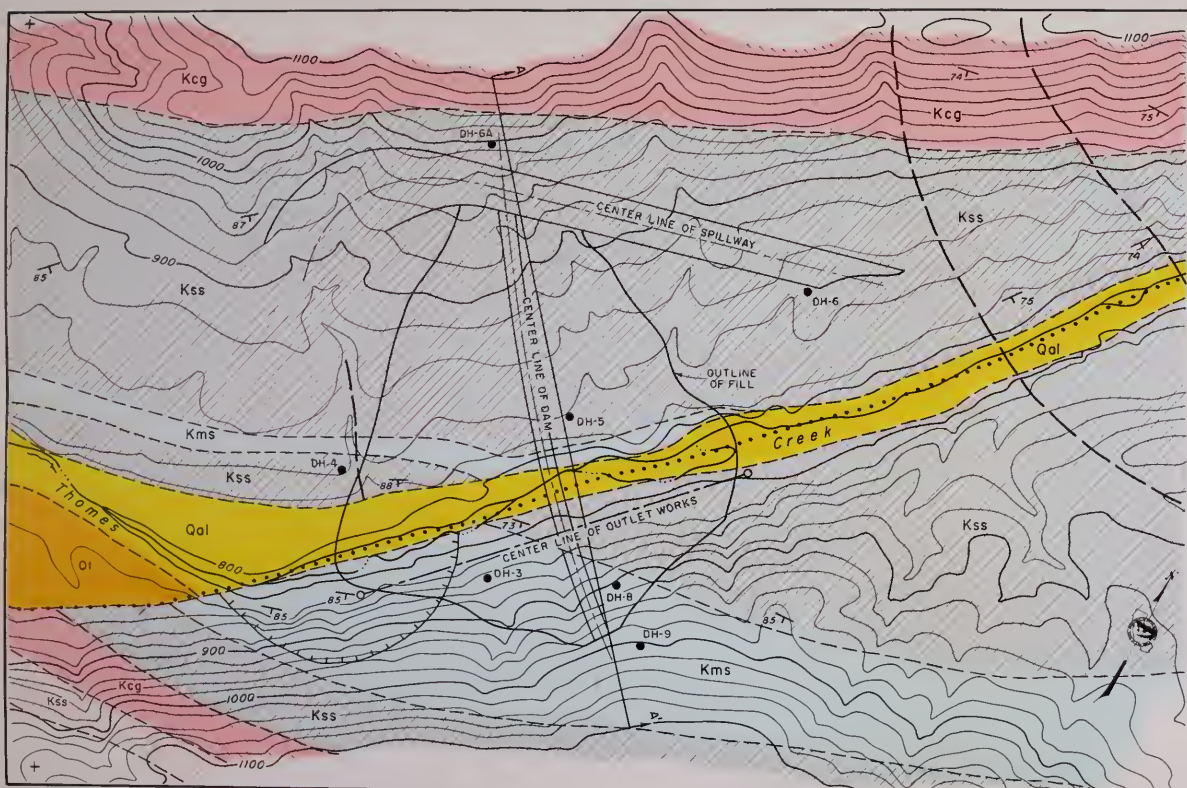 1100
1100
Kcg
74
Kcg
75
DH-6A
1000
CENTER LINE OF SPILLWAY
Kss
87
74
85
900
Kss
75
DH-6
CENTER LINE OF DAM
OUTLINE
OF FILL
Qal
Kms
DH-5
Creek
Kss
DH-4
88
Thomes
Qal
73
CENTER LINE OF OUTLET WORKS
Kss
800
DH-3
DH-8
85
85
85
DH-9
900
Kms
Kcg
1000
Kss
Kss
1100